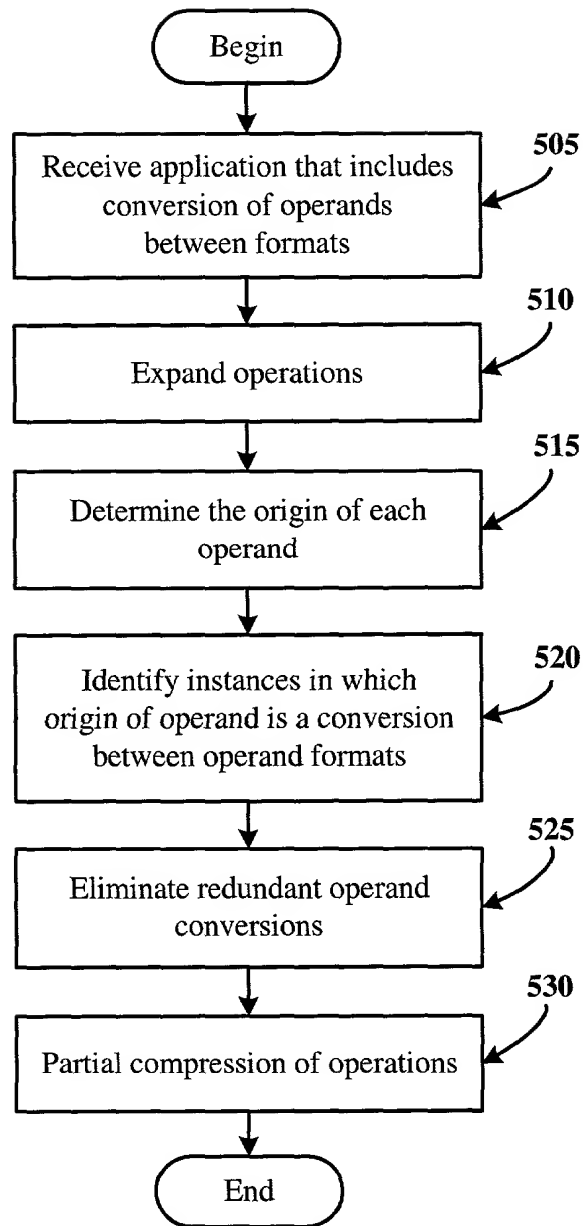 Begin
505
Receive application that includes
conversion of operands
between formats
510
Expand operations
515
Determine the origin of each
operand
520
Identify instances in which
origin of operand is a conversion
between operand formats
525
Eliminate redundant operand
conversions
530
Partial compression of operations
End